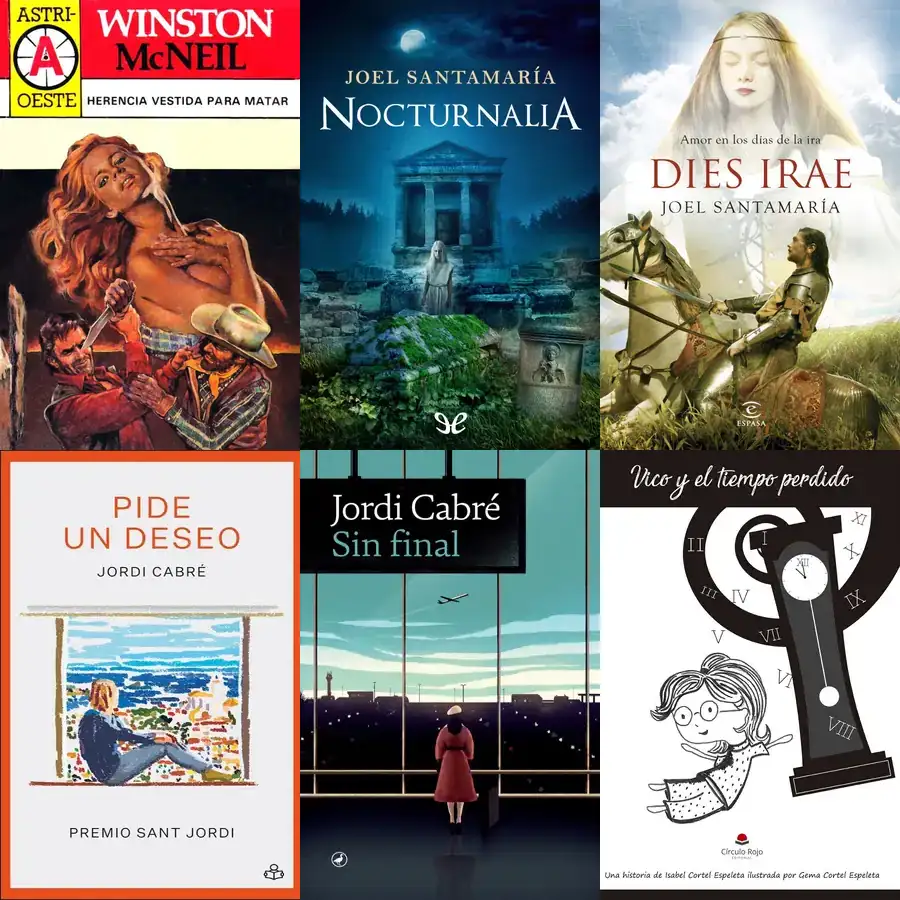 ASTRI-
A
OESTE
WINSTON
McNEIL
HERENCIA VESTIDA PARA MATAR
JOEL SANTAMARÍA
NOCTURNALIA
Amor en los días de la ira
DIES IRAE
JOEL SANTAMARÍA
ESPASA
PIDE
UN DESEO
JORDI CABRÉ
PREMIO SANT JORDI
Jordi Cabré
Sin final
Vico y el tiempo perdido
XI
II
I
X
XII
III
IV
IX
V
VII
VI
VIII
Círculo Rojo
EDITORIAL
Una historia de Isabel Cortel Espeleta ilustrada por Gema Cortel Espeleta